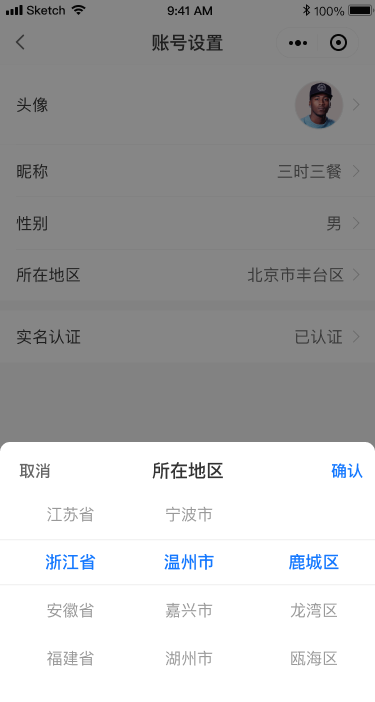 Sketch 9:41 AM 100%
账号设置
头像
昵称 三时三餐
性别 男
所在地区 北京市丰台区
实名认证 已认证
取消 所在地区 确认
江苏省 宁波市
浙江省 温州市 鹿城区
安徽省 嘉兴市 龙湾区
福建省 湖州市 瓯海区